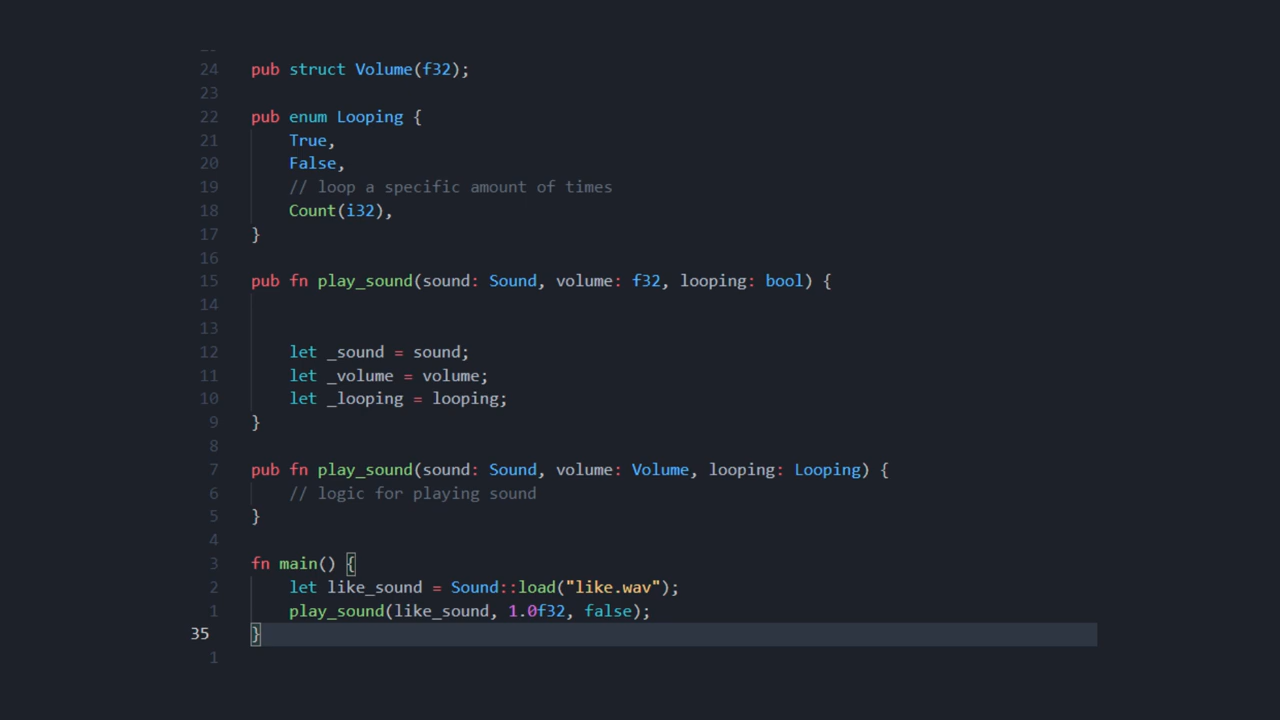 24 pub struct Volume(f32);
23
22 pub enum Looping {
21     True,
20     False,
19     // loop a specific amount of times
18     Count(i32),
17 }
16
15 pub fn play_sound(sound: Sound, volume: f32, looping: bool) {
14
13
12     let _sound = sound;
11     let _volume = volume;
10     let _looping = looping;
9 }
8
7 pub fn play_sound(sound: Sound, volume: Volume, looping: Looping) {
6     // logic for playing sound
5 }
4
3 fn main() {
2     let like_sound = Sound::load("like.wav");
1     play_sound(like_sound, 1.0f32, false);
35 }
1